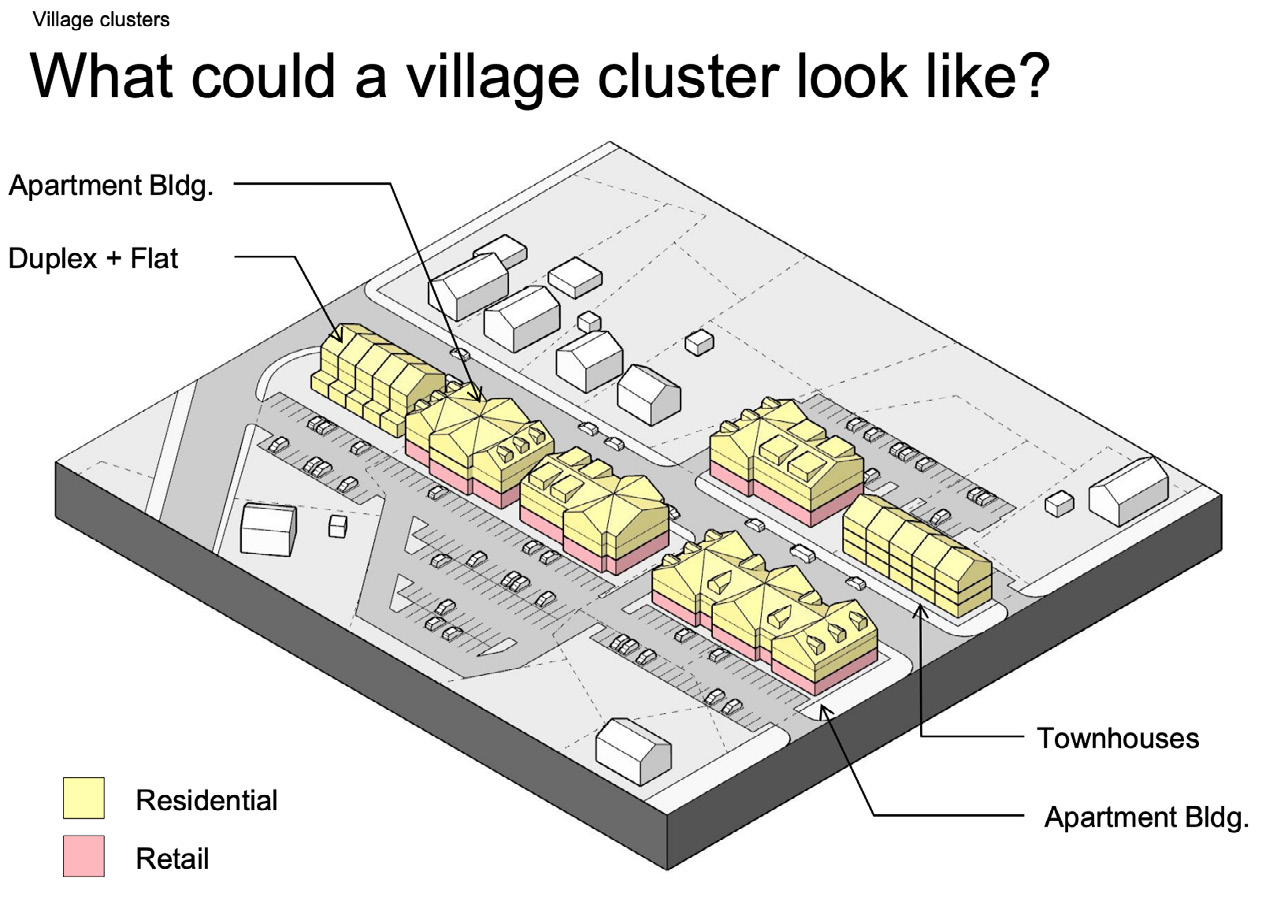 Village clusters
What could a village cluster look like?
Apartment Bldg.
Duplex + Flat
Townhouses
Apartment Bldg.
Residential
Retail